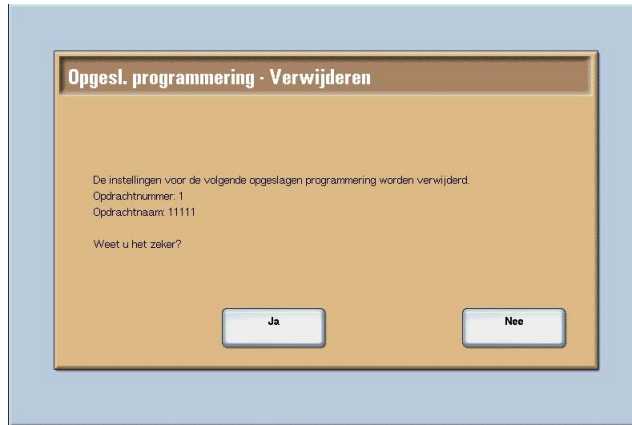 Opgesl. programmering - Verwijderen
De instellingen voor de volgende opgeslagen programmering worden verwijderd.
Opdrachtnummer: 1
Opdrachtnaam: 11111
Weet u het zeker?
Ja
Nee